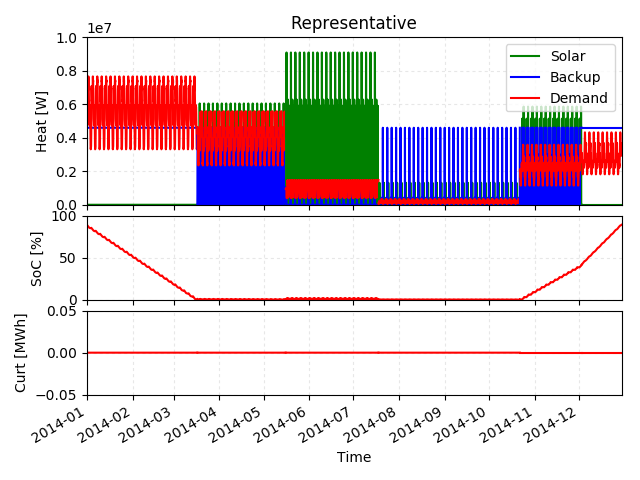 Representative
1e7
Heat [W]
1.0
0.8
0.6
0.4
0.2
0.0
Solar
Backup
Demand
SoC [%]
100
50
0
Curt [MWh]
0.05
0.00
−0.05
2014-01
2014-02
2014-03
2014-04
2014-05
2014-06
2014-07
2014-08
2014-09
2014-10
2014-11
2014-12
Time